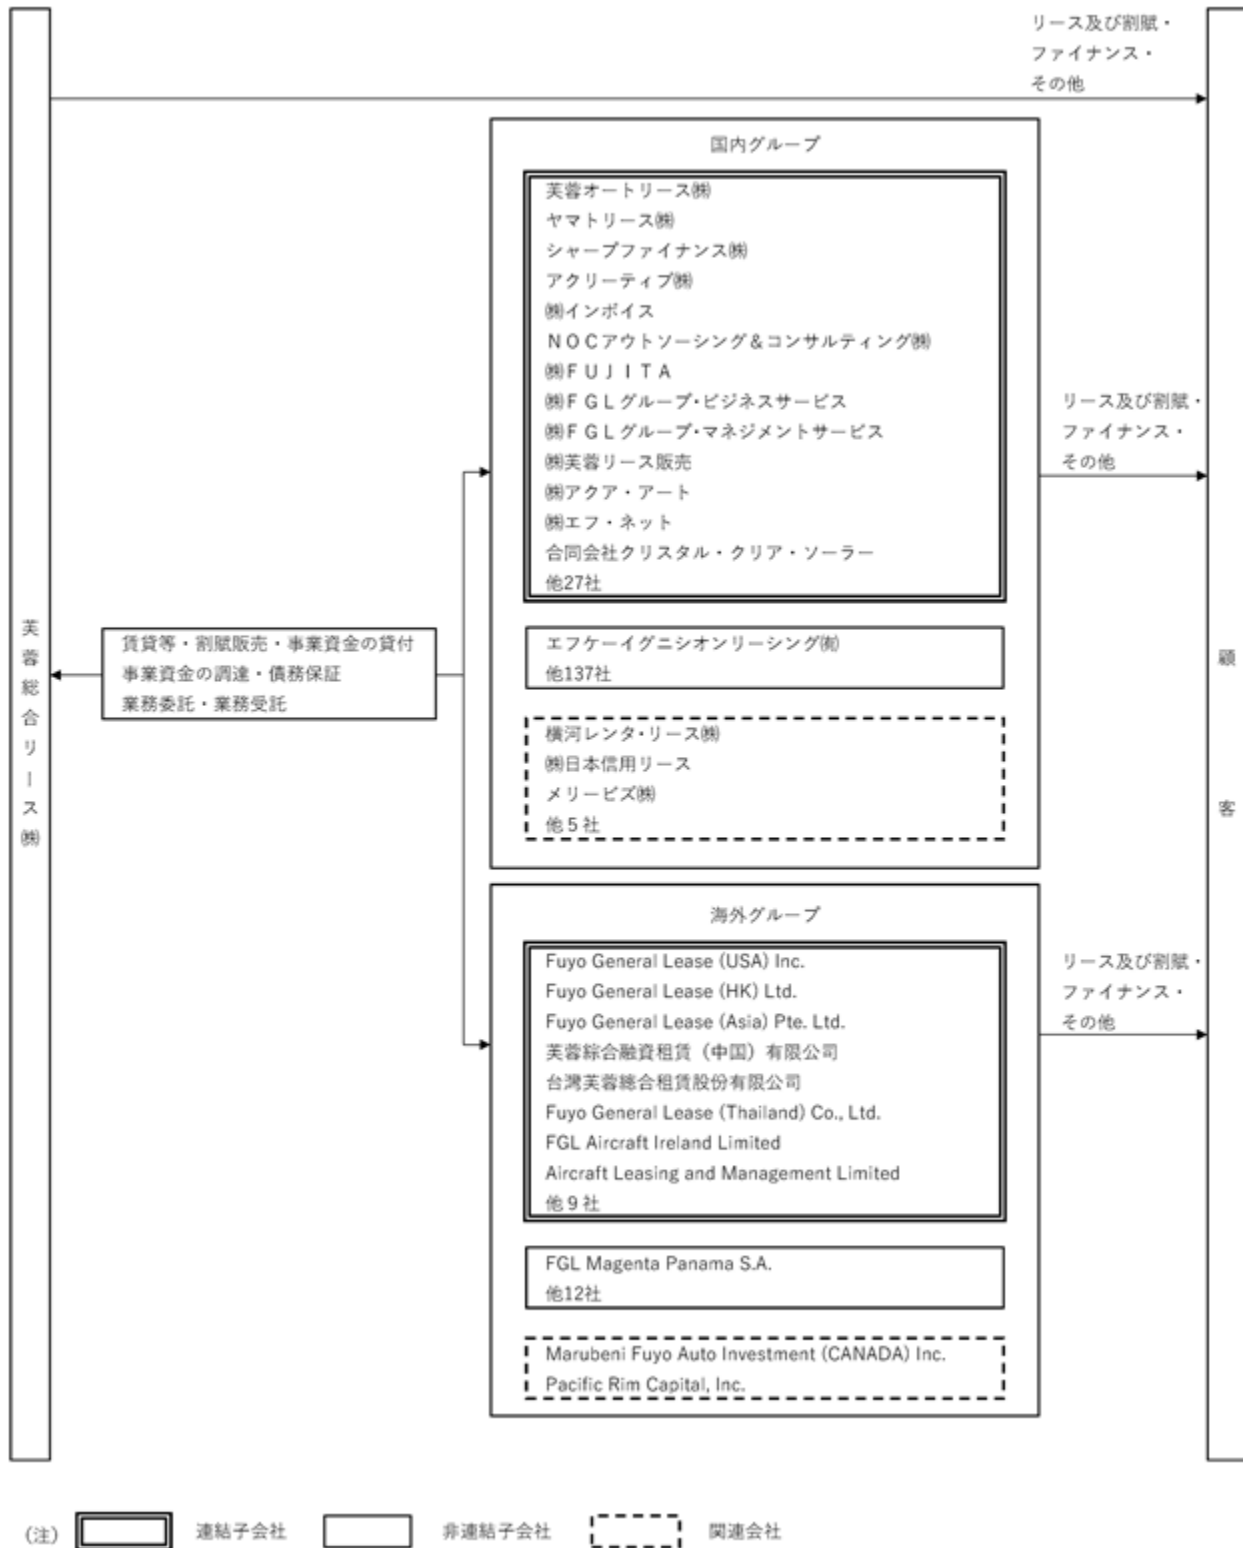 リース及び割賦・
ファイナンス・
その他
国内グループ
芙蓉オートリース㈱
ヤマトリース㈱
シャープファイナンス㈱
アクリーティブ㈱
㈱インボイス
ＮＯＣアウトソーシング＆コンサルティング㈱
㈱ＦＵＪＩＴＡ
㈱ＦＧＬグループ・ビジネスサービス
㈱ＦＧＬグループ・マネジメントサービス
㈱芙蓉リース販売
㈱アクア・アート
㈱エフ・ネット
合同会社クリスタル・クリア・ソーラー
他27社
リース及び割賦・
ファイナンス・
その他
芙蓉総合リース㈱
賃貸等・割賦販売・事業資金の貸付
事業資金の調達・債務保証
業務委託・業務受託
エフケーイグニシオンリーシング㈲
他137社
顧客
横河レンタ・リース㈱
㈱日本信用リース
メリービズ㈱
他５社
海外グループ
Fuyo General Lease (USA) Inc.
Fuyo General Lease (HK) Ltd.
Fuyo General Lease (Asia) Pte. Ltd.
芙蓉綜合融資租賃（中国）有限公司
台灣芙蓉總合租賃股份有限公司
Fuyo General Lease (Thailand) Co., Ltd.
FGL Aircraft Ireland Limited
Aircraft Leasing and Management Limited
他９社
リース及び割賦・
ファイナンス・
その他
FGL Magenta Panama S.A.
他12社
Marubeni Fuyo Auto Investment (CANADA) Inc.
Pacific Rim Capital, Inc.
（注） 連結子会社 非連結子会社 関連会社